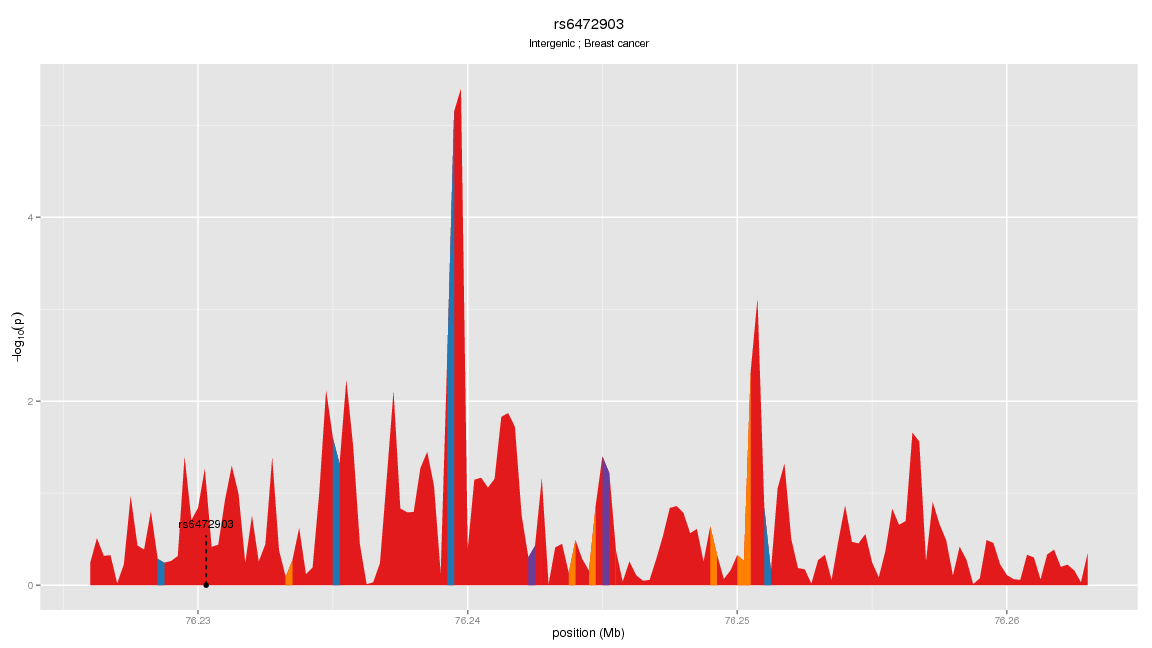 rs6472903
Intergenic ; Breast cancer
−log10(p)
4
2
0
rs6472903
76.23
76.24
76.25
76.26
position (Mb)